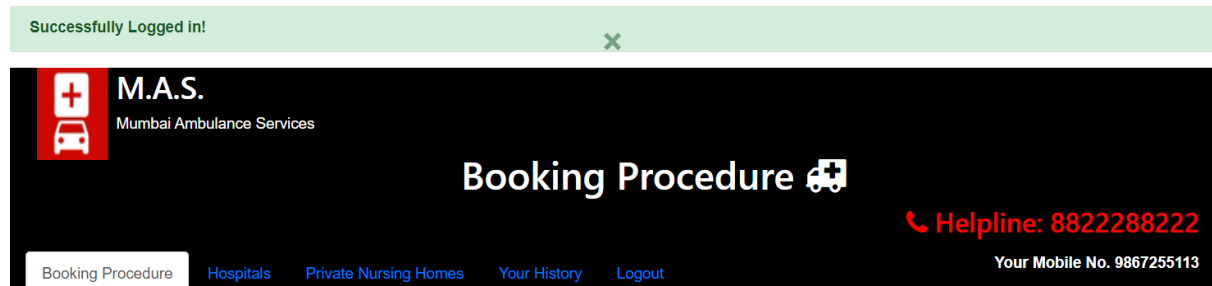 Successfully Logged in!
M.A.S.
Mumbai Ambulance Services
Booking Procedure
Helpline: 8822288222
Booking Procedure Hospitals Private Nursing Homes Your History Logout
Your Mobile No. 9867255113